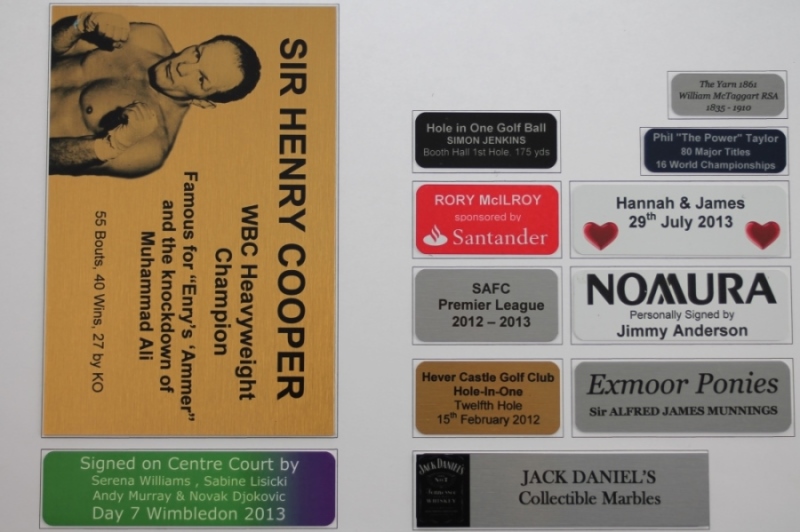 SIR HENRY COOPER
WBC Heavyweight
Champion
Famous for “Enry’s ‘Ammer”
and the knockdown of
Muhammad Ali
55 Bouts, 40 Wins, 27 by KO
Signed on Centre Court by
Serena Williams , Sabine Lisicki
Andy Murray & Novak Djokovic
Day 7 Wimbledon 2013
The Yarn 1861
William McTaggart RSA
1835 - 1910
Hole in One Golf Ball
SIMON JENKINS
Booth Hall 1st Hole. 175 yds
Phil "The Power" Taylor
80 Major Titles
16 World Championships
RORY McILROY
sponsored by
Santander
Hannah & James
29th July 2013
SAFC
Premier League
2012 – 2013
NOMURA
Personally Signed by
Jimmy Anderson
Hever Castle Golf Club
Hole-In-One
Twelfth Hole
15th February 2012
Exmoor Ponies
Sir ALFRED JAMES MUNNINGS
JACK DANIEL'S
JACK DANIEL'S
Collectible Marbles